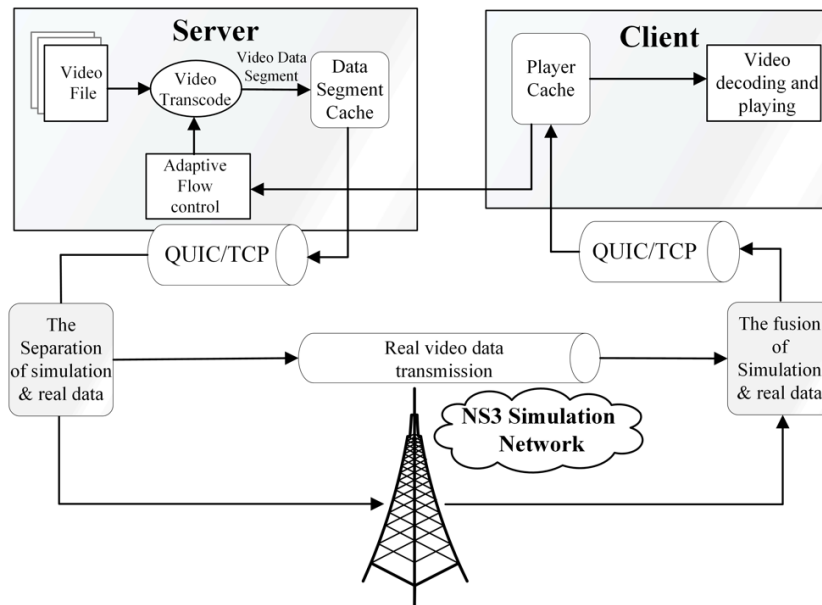 Server
Video
File
Video
Transcode
Video Data
Segment
Data
Segment
Cache
Adaptive
Flow
control
Client
Player
Cache
Video
decoding and
playing
QUIC/TCP
QUIC/TCP
The
Separation
of simulation
& real data
Real video data
transmission
The fusion
of
Simulation
& real data
NS3 Simulation
Network